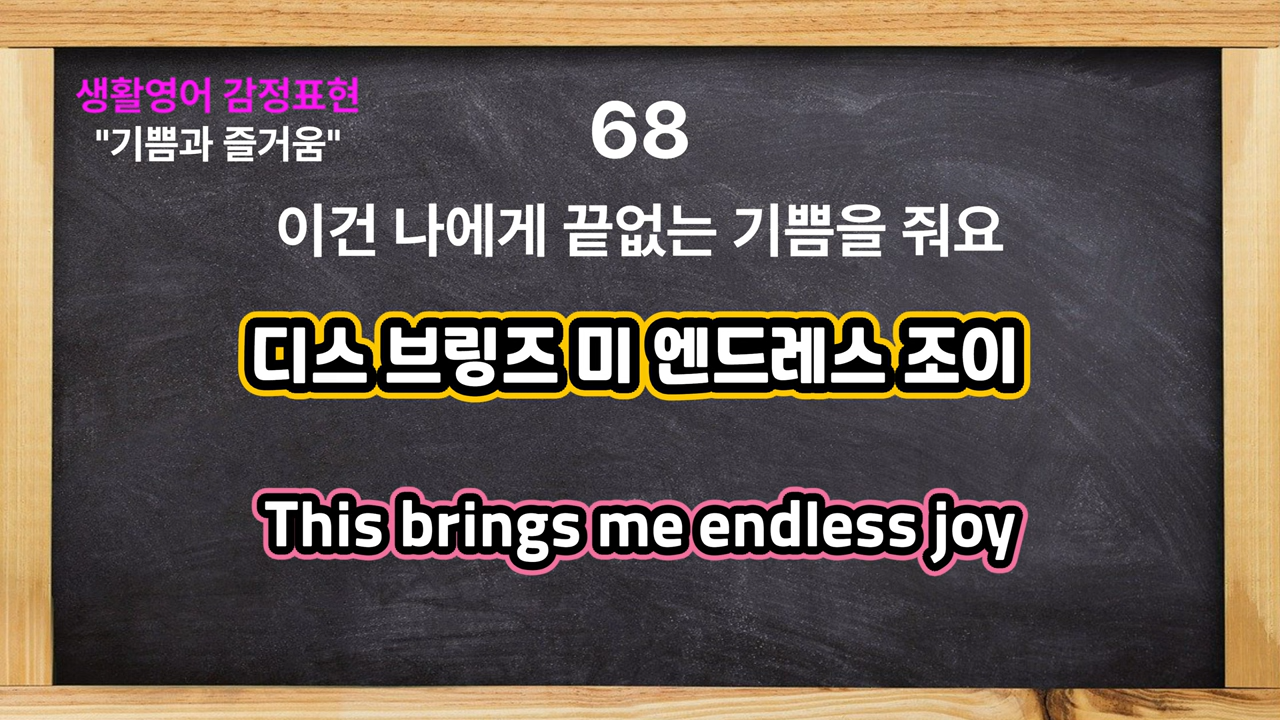 생활영어 감정표현
"기쁨과 즐거움"
68
이건 나에게 끝없는 기쁨을 줘요
디스 브링즈 미 엔드레스 조이
This brings me endless joy